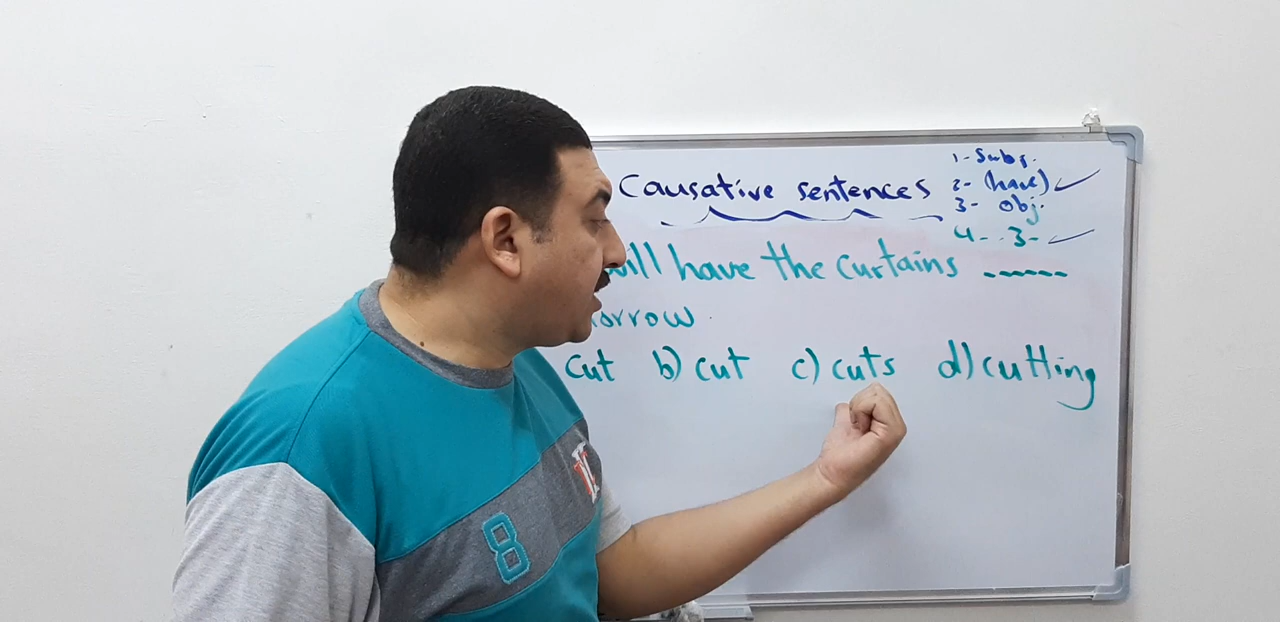 Causative sentences
1- Subj.
2- (have) ✓
3- obj.
4- .3- ✓
will have the curtains ------
orrow.
cut b) cut c) cuts d) cutting
8